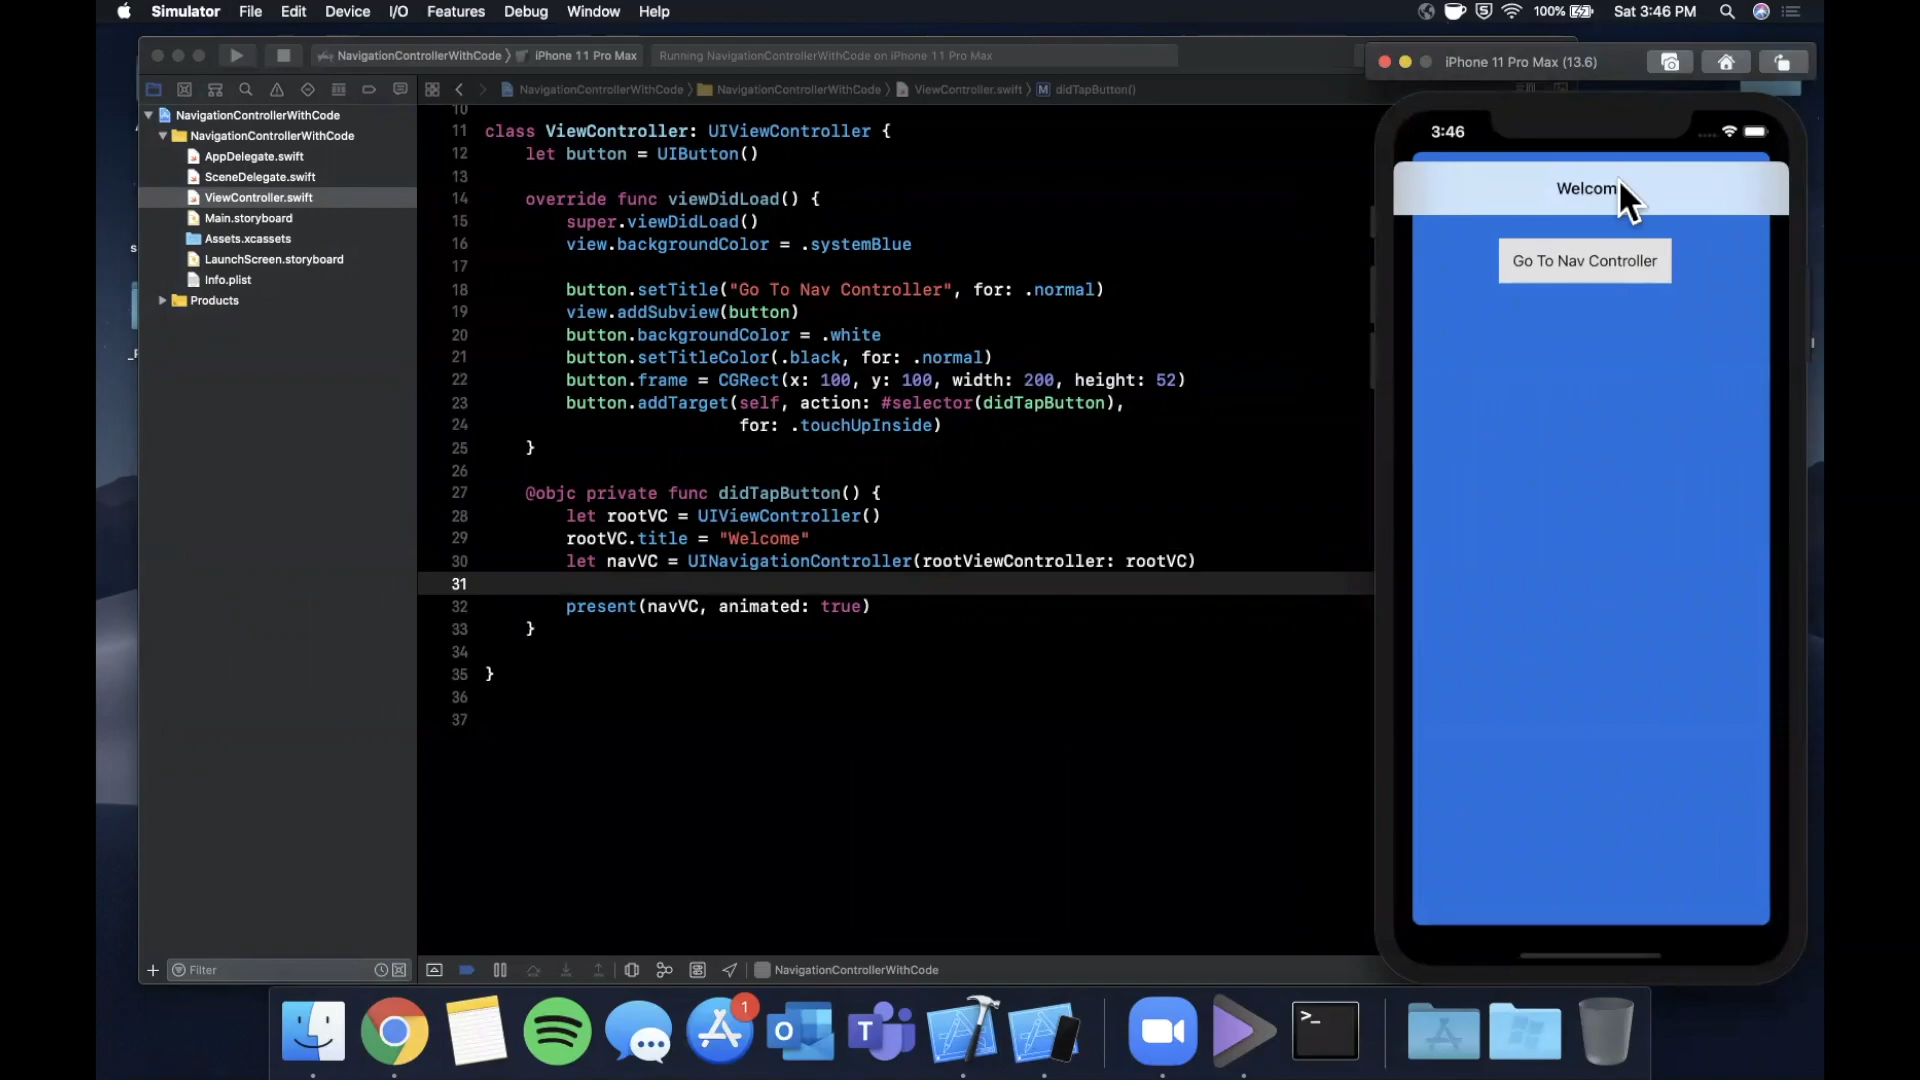 Simulator File Edit Device I/O Features Debug Window Help
100% Sat 3:46 PM
NavigationControllerWithCode iPhone 11 Pro Max
Running NavigationControllerWithCode on iPhone 11 Pro Max
iPhone 11 Pro Max (13.6)
NavigationControllerWithCode NavigationControllerWithCode ViewController.swift M didTapButton()
NavigationControllerWithCode
NavigationControllerWithCode
AppDelegate.swift
SceneDelegate.swift
ViewController.swift
Main.storyboard
Assets.xcassets
LaunchScreen.storyboard
Info.plist
Products
10
11 class ViewController: UIViewController {
12 let button = UIButton()
13
14 override func viewDidLoad() {
15 super.viewDidLoad()
16 view.backgroundColor = .systemBlue
17
18 button.setTitle("Go To Nav Controller", for: .normal)
19 view.addSubview(button)
20 button.backgroundColor = .white
21 button.setTitleColor(.black, for: .normal)
22 button.frame = CGRect(x: 100, y: 100, width: 200, height: 52)
23 button.addTarget(self, action: #selector(didTapButton),
24 for: .touchUpInside)
25 }
26
27 @objc private func didTapButton() {
28 let rootVC = UIViewController()
29 rootVC.title = "Welcome"
30 let navVC = UINavigationController(rootViewController: rootVC)
31
32 present(navVC, animated: true)
33 }
34
35 }
36
37
3:46
Welcom
Go To Nav Controller
Filter
NavigationControllerWithCode
1